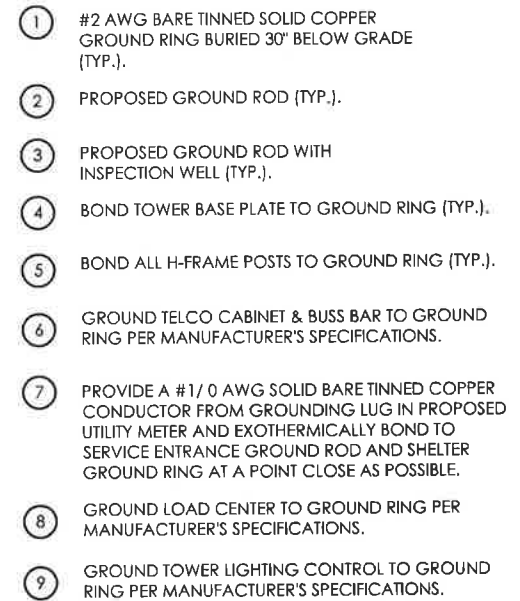 1 #2 AWG BARE TINNED SOLID COPPER
GROUND RING BURIED 30" BELOW GRADE
(TYP.).
2 PROPOSED GROUND ROD (TYP.).
3 PROPOSED GROUND ROD WITH
INSPECTION WELL (TYP.).
4 BOND TOWER BASE PLATE TO GROUND RING (TYP.).
5 BOND ALL H-FRAME POSTS TO GROUND RING (TYP.).
6 GROUND TELCO CABINET & BUSS BAR TO GROUND
RING PER MANUFACTURER'S SPECIFICATIONS.
7 PROVIDE A #1/ 0 AWG SOLID BARE TINNED COPPER
CONDUCTOR FROM GROUNDING LUG IN PROPOSED
UTILITY METER AND EXOTHERMICALLY BOND TO
SERVICE ENTRANCE GROUND ROD AND SHELTER
GROUND RING AT A POINT CLOSE AS POSSIBLE.
8 GROUND LOAD CENTER TO GROUND RING PER
MANUFACTURER'S SPECIFICATIONS.
9 GROUND TOWER LIGHTING CONTROL TO GROUND
RING PER MANUFACTURER'S SPECIFICATIONS.